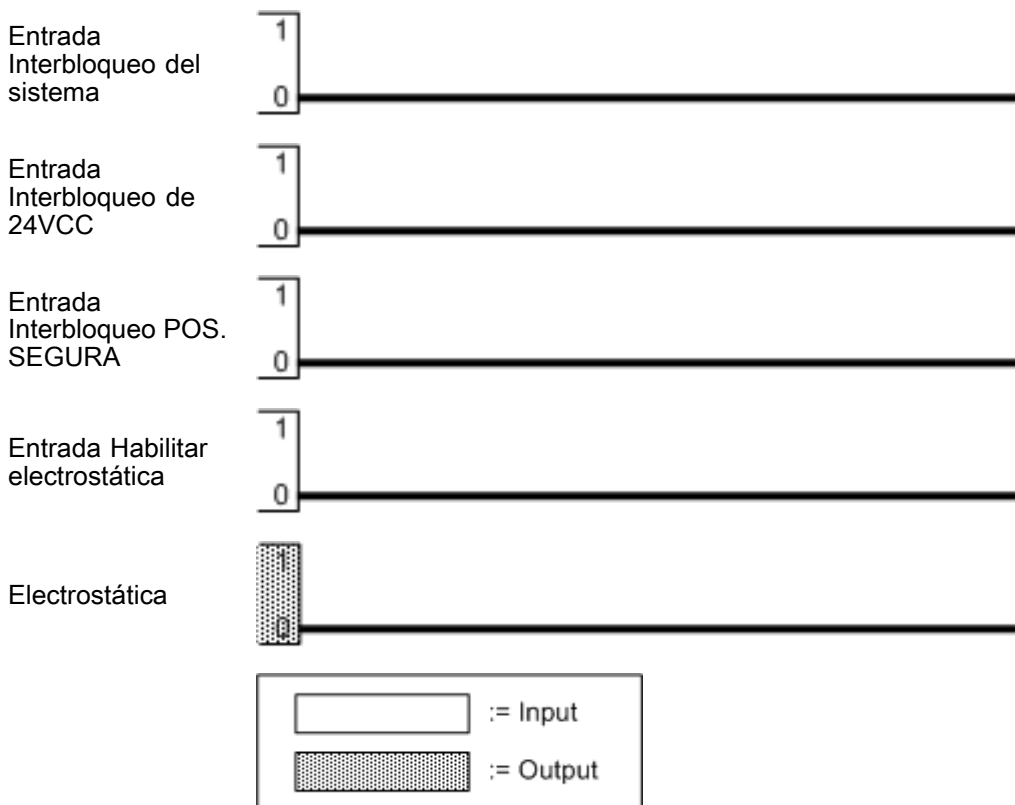 Entrada
Interbloqueo del
sistema
1
0
Entrada
Interbloqueo de
24VCC
1
0
Entrada
Interbloqueo POS.
SEGURA
1
0
Entrada Habilitar
electrostática
1
0
Electrostática
1
0
:= Input
:= Output